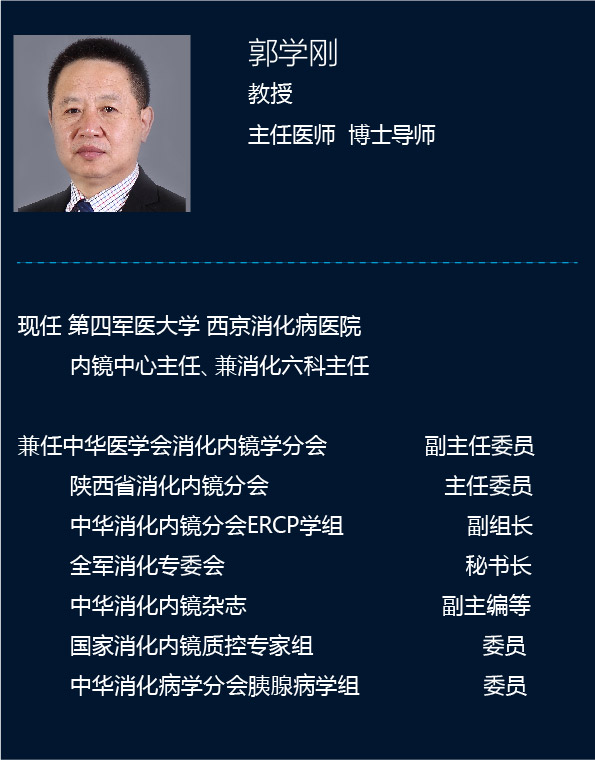 郭学刚
教授
主任医师 博士导师
现任 第四军医大学 西京消化病医院
内镜中心主任、兼消化六科主任
兼任中华医学会消化内镜学分会 副主任委员
陕西省消化内镜分会 主任委员
中华消化内镜分会ERCP学组 副组长
全军消化专委会 秘书长
中华消化内镜杂志 副主编等
国家消化内镜质控专家组 委员
中华消化病学分会胰腺病学组 委员